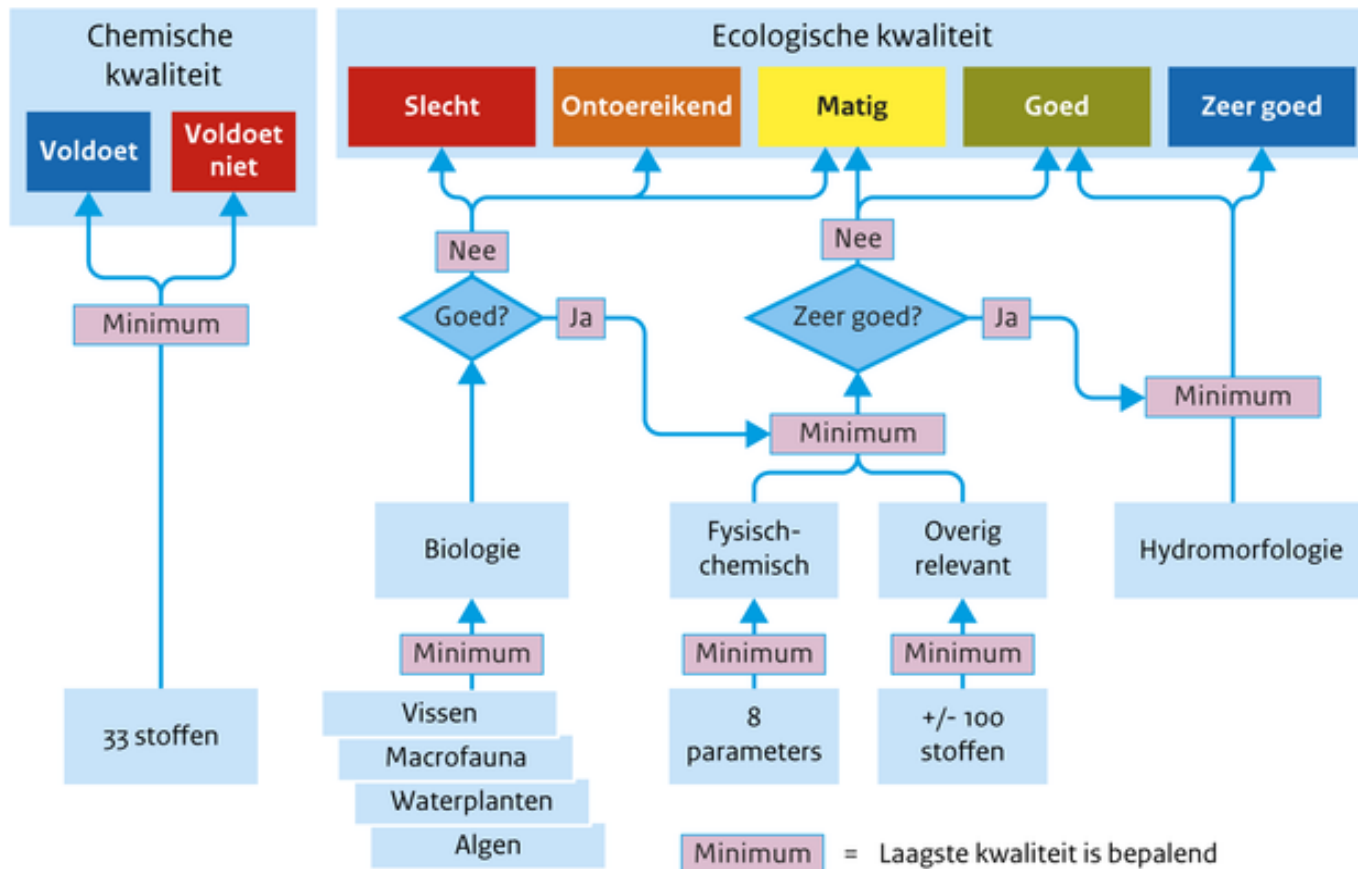 Chemische
kwaliteit
Voldoet
Voldoet
niet
Minimum
33 stoffen
Ecologische kwaliteit
Slecht
Ontoereikend
Matig
Goed
Zeer goed
Nee
Goed?
Ja
Nee
Zeer goed?
Ja
Minimum
Minimum
Biologie
Fysisch-
chemisch
Overig
relevant
Hydromorfologie
Minimum
Minimum
Minimum
Vissen
Macrofauna
Waterplanten
Algen
8
parameters
+/- 100
stoffen
Minimum = Laagste kwaliteit is bepalend